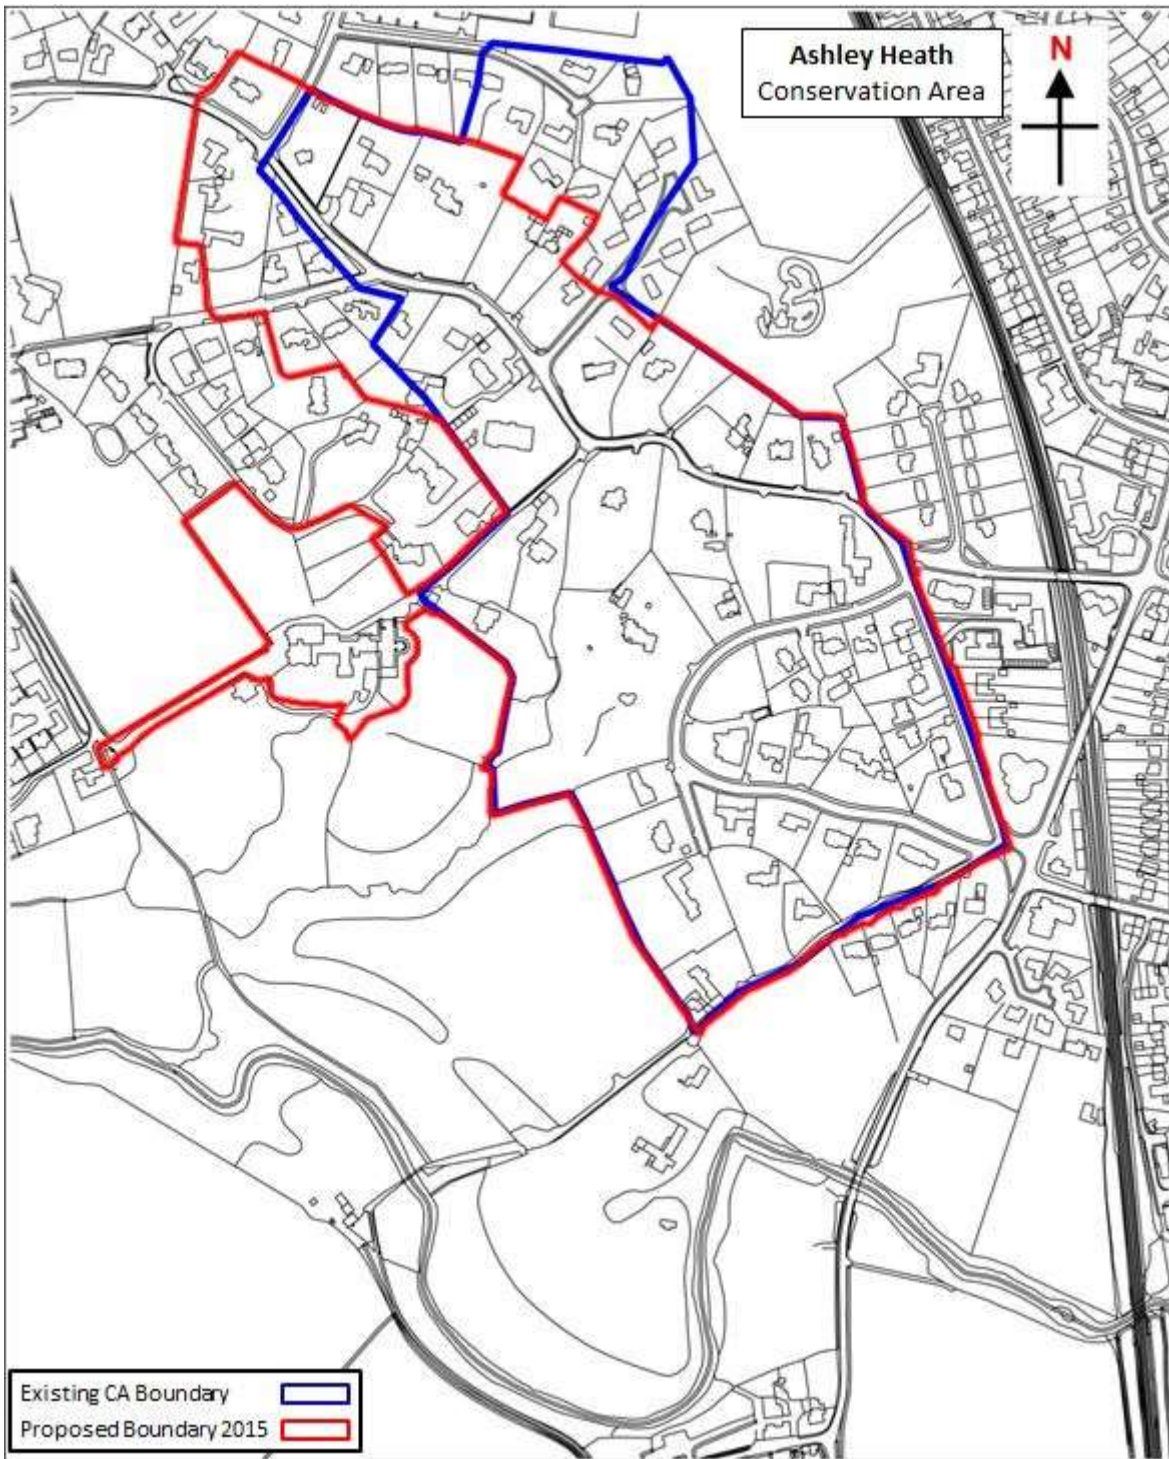 Ashley Heath
Conservation Area
N
Existing CA Boundary
Proposed Boundary 2015